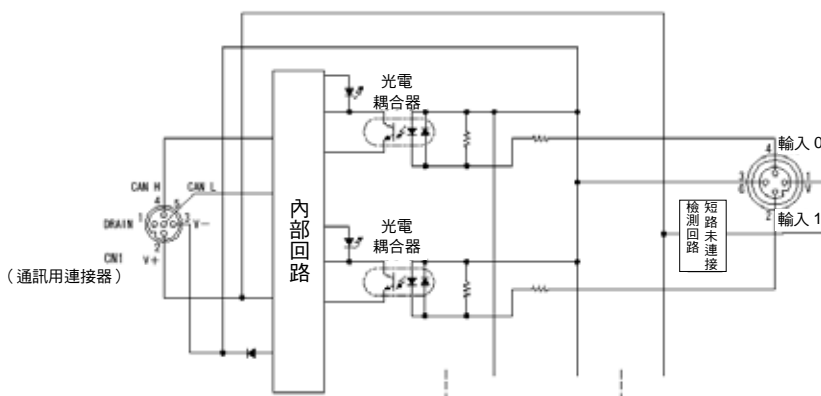 光電
耦合器
輸入 0
4
3
1
G
V
2
輸入 1
CAN H
CAN L
4
5
DRAIN
1
3
V-
2
CN1
V+
（通訊用連接器）
內部回路
光電
耦合器
短路未連接
檢測回路